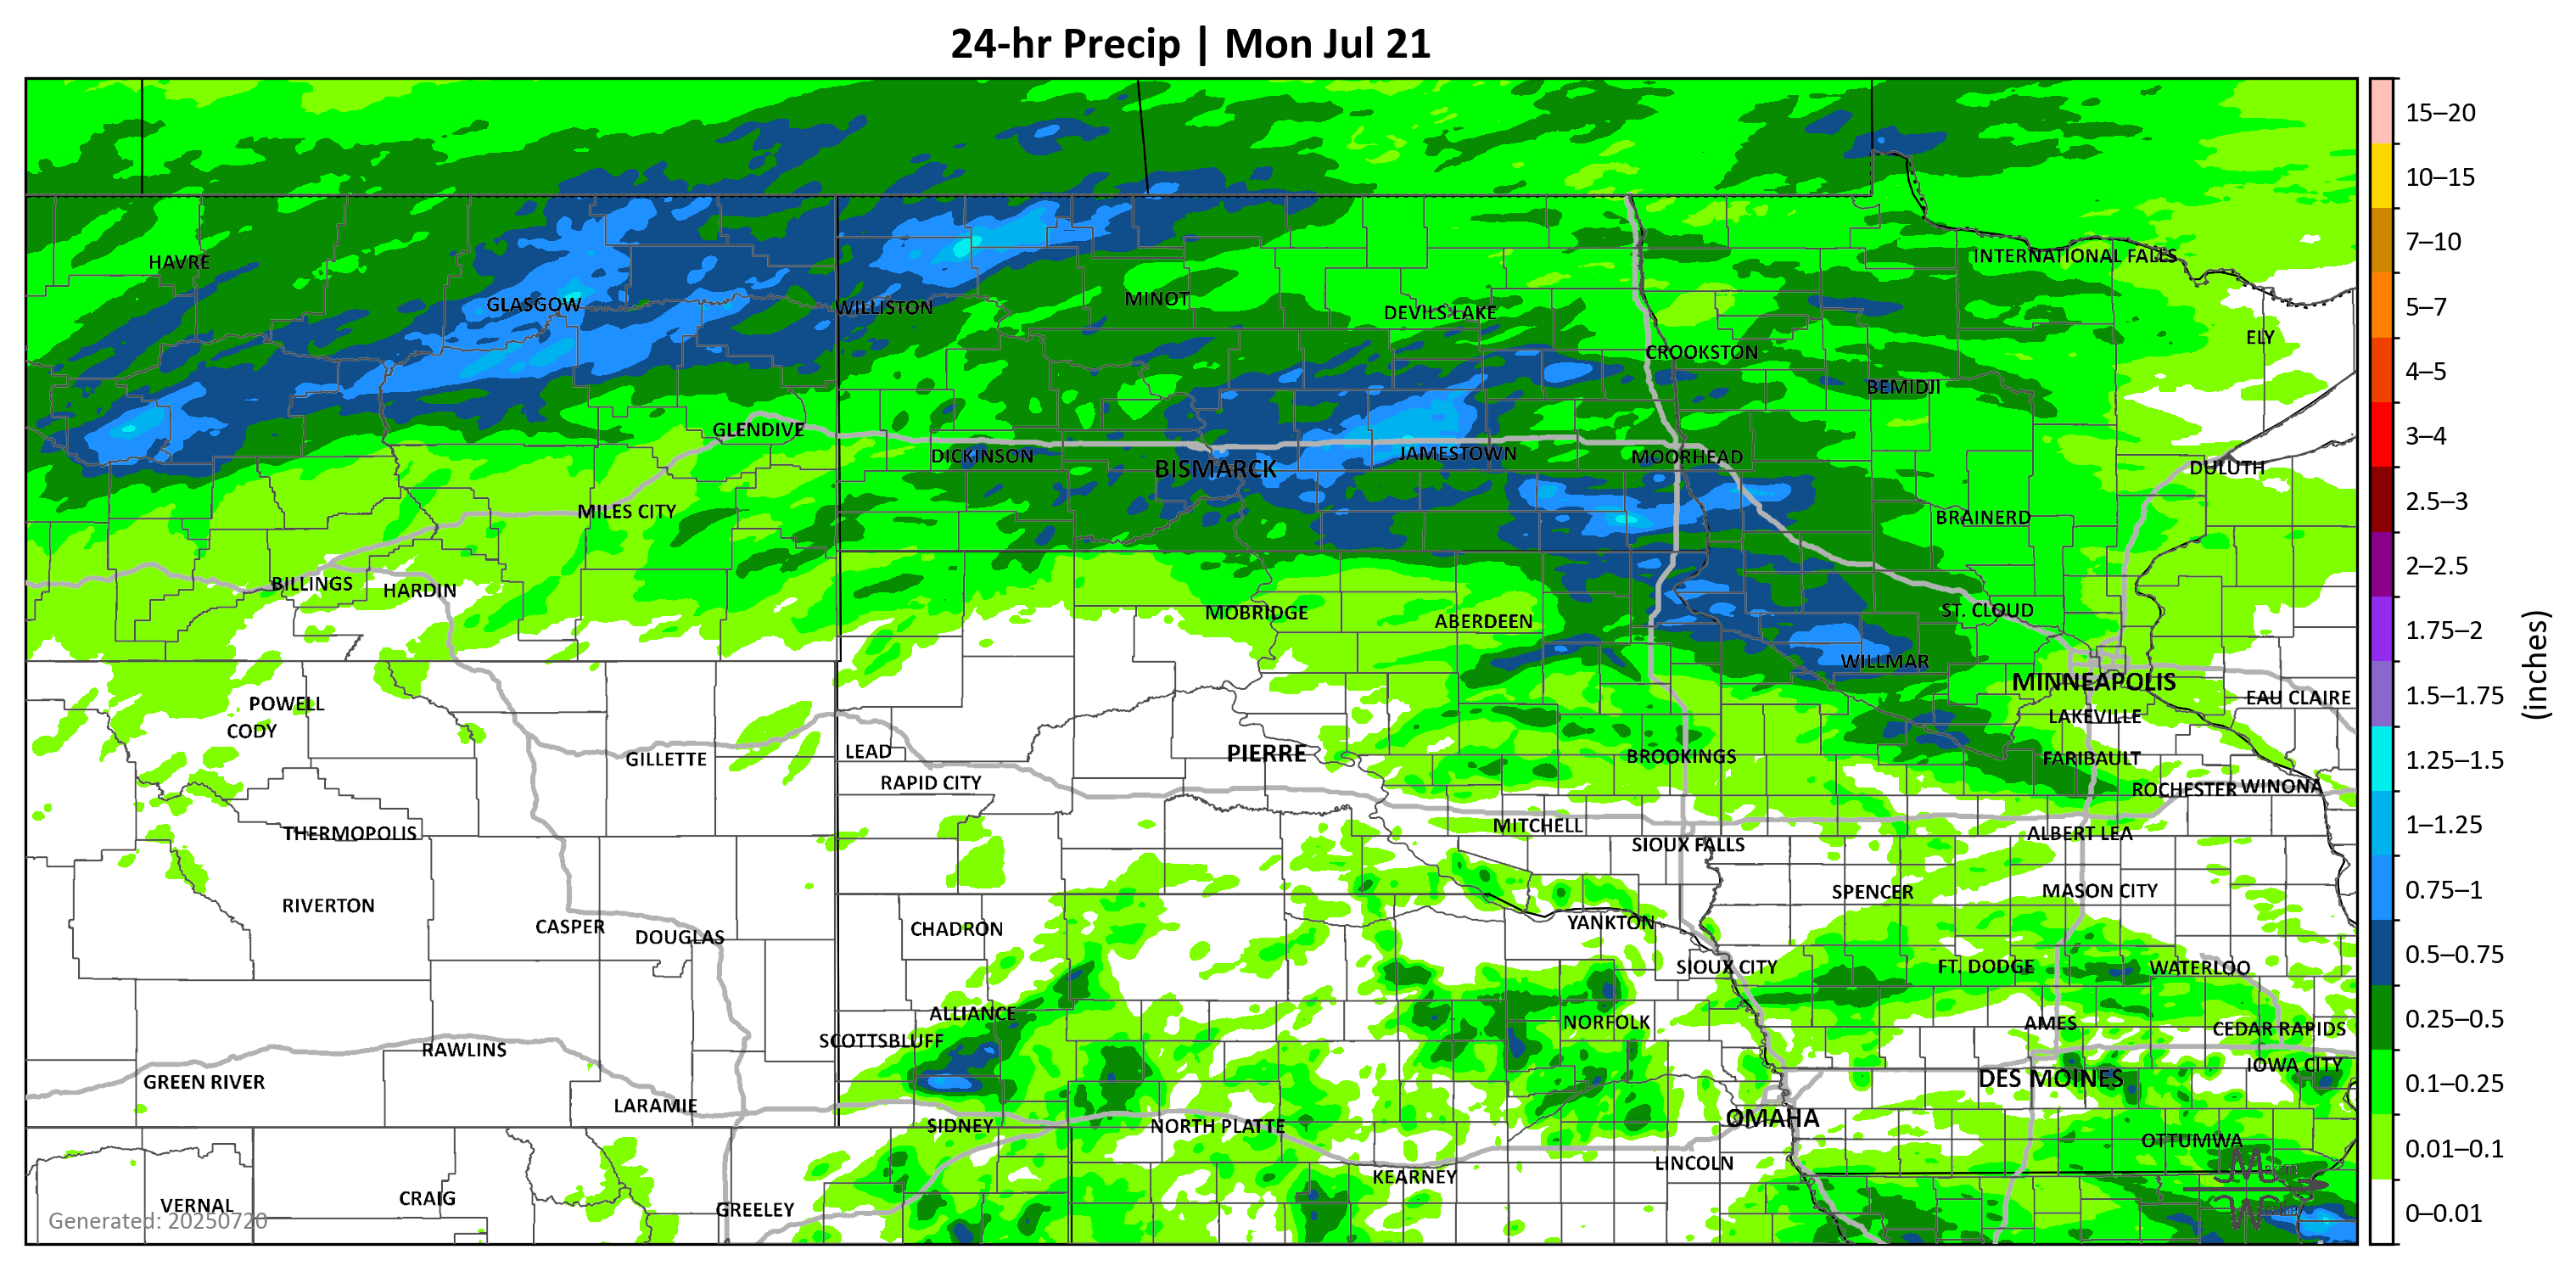 24-hr Precip | Mon Jul 21
15–20
10–15
7–10
5–7
4–5
3–4
2.5–3
2–2.5
1.75–2
1.5–1.75
1.25–1.5
1–1.25
0.75–1
0.5–0.75
0.25–0.5
0.1–0.25
0.01–0.1
0–0.01
(inches)
HAVRE
INTERNATIONAL FALLS
GLASGOW
WILLISTON
MINOT
DEVILS LAKE
ELY
CROOKSTON
BEMIDJI
GLENDIVE
DICKINSON
BISMARCK
JAMESTOWN
MOORHEAD
DULUTH
MILES CITY
BRAINERD
BILLINGS
HARDIN
MOBRIDGE
ABERDEEN
ST. CLOUD
WILLMAR
MINNEAPOLIS
EAU CLAIRE
POWELL
CODY
LAKEVILLE
GILLETTE
LEAD
PIERRE
BROOKINGS
FARIBAULT
RAPID CITY
ROCHESTER
WINONA
THERMOPOLIS
MITCHELL
SIOUX FALLS
ALBERT LEA
RIVERTON
SPENCER
MASON CITY
CASPER
DOUGLAS
CHADRON
YANKTON
SIOUX CITY
FT. DODGE
WATERLOO
ALLIANCE
SCOTTSBLUFF
NORFOLK
AMES
CEDAR RAPIDS
RAWLINS
GREEN RIVER
IOWA CITY
DES MOINES
LARAMIE
SIDNEY
NORTH PLATTE
OMAHA
OTTUMWA
KEARNEY
LINCOLN
VERNAL
CRAIG
GREELEY
Generated: 20250720